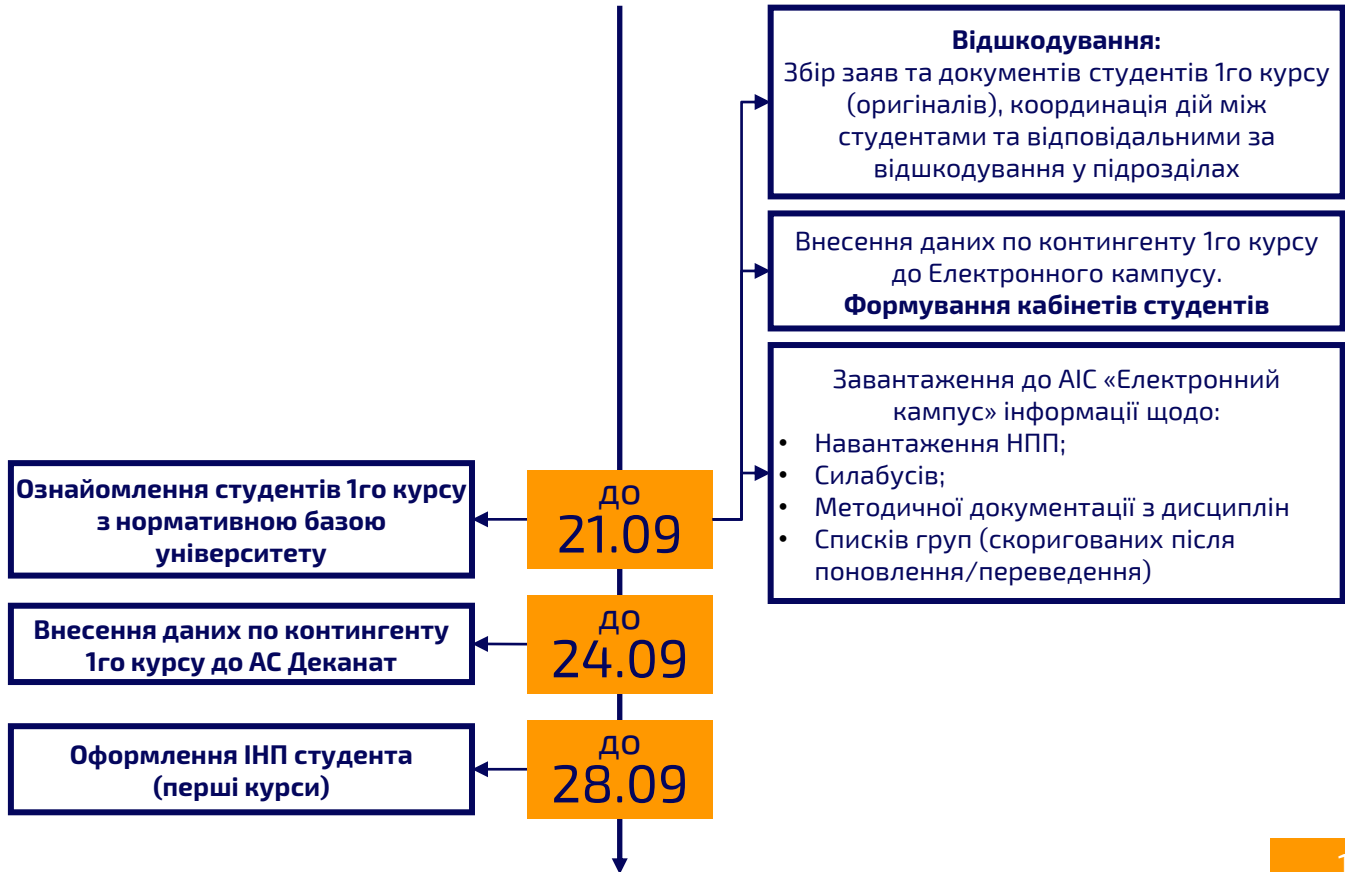 Відшкодування:
Збір заяв та документів студентів 1го курсу
(оригіналів), координація дій між
студентами та відповідальними за
відшкодування у підрозділах
Внесення даних по контингенту 1го курсу
до Електронного кампусу.
Формування кабінетів студентів
Завантаження до АІС «Електронний
кампус» інформації щодо:
• Навантаження НПП;
• Силабусів;
• Методичної документації з дисциплін
• Списків груп (скоригованих після
поновлення/переведення)
Ознайомлення студентів 1го курсу
з нормативною базою
університету
до
21.09
Внесення даних по контингенту
1го курсу до АС Деканат
до
24.09
Оформлення ІНП студента
(перші курси)
до
28.09